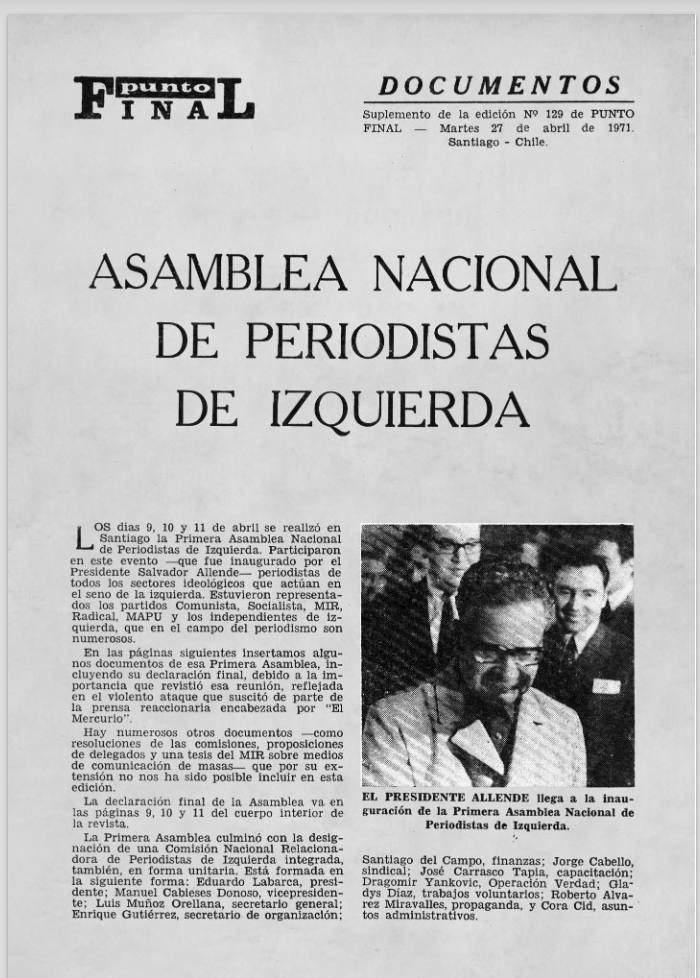 punto
FINAL
DOCUMENTOS
Suplemento de la edición Nº 129 de PUNTO
FINAL — Martes 27 de abril de 1971.
Santiago - Chile.
ASAMBLEA NACIONAL
DE PERIODISTAS
DE IZQUIERDA
LOS días 9, 10 y 11 de abril se realizó en
Santiago la Primera Asamblea Nacional
de Periodistas de Izquierda. Participaron
en este evento —que fue inaugurado por el
Presidente Salvador Allende— periodistas de
todos los sectores ideológicos que actúan en
el seno de la izquierda. Estuvieron representa-
dos los partidos Comunista, Socialista, MIR,
Radical, MAPU y los independientes de iz-
quierda, que en el campo del periodismo son
numerosos.
En las páginas siguientes insertamos algu-
nos documentos de esa Primera Asamblea, in-
cluyendo su declaración final, debido a la im-
portancia que revistió esa reunión, reflejada
en el violento ataque que suscitó de parte de
la prensa reaccionaria encabezada por "El
Mercurio".
Hay numerosos otros documentos —como
resoluciones de las comisiones, proposiciones
de delegados y una tesis del MIR sobre medios
de comunicación de masas— que por su ex-
tensión no nos ha sido posible incluir en esta
edición.
La declaración final de la Asamblea va en
las páginas 9, 10 y 11 del cuerpo interior de
la revista.
La Primera Asamblea culminó con la desig-
nación de una Comisión Nacional Relaciona-
dora de Periodistas de Izquierda integrada,
también, en forma unitaria. Está formada en
la siguiente forma: Eduardo Labarca, presi-
dente; Manuel Cabieses Donoso, vicepresiden-
te; Luis Muñoz Orellana, secretario general;
Enrique Gutiérrez, secretario de organización;
EL PRESIDENTE ALLENDE llega a la inau-
guración de la Primera Asamblea Nacional de
Periodistas de Izquierda.
Santiago del Campo, finanzas; Jorge Cabello,
sindical; José Carrasco Tapia, capacitación;
Dragomir Yankovic, Operación Verdad; Gla-
dys Díaz, trabajos voluntarios; Roberto Alva-
rez Miravalles, propaganda, y Cora Cid, asun-
tos administrativos.